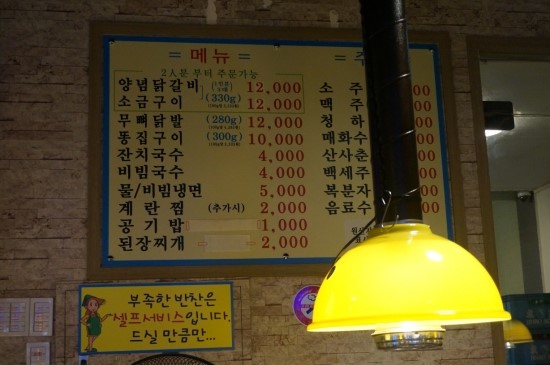 = 메뉴 =
= 주
2人분 부터 주문가능
양념닭갈비 12,000
소금구이 (330g) 12,000
무뼈닭발 (280g) 12,000
똥집구이 (300g) 10,000
잔치국수 4,000
비빔국수 4,000
물/비빔냉면 5,000
계란찜 (추가시) 2,000
공기밥 1,000
된장찌개 2,000
소주
맥주
청하
매화수
산사춘
백세주
복분자
음료수
부족한 반찬은
셀프서비스입니다.
드실 만큼만...